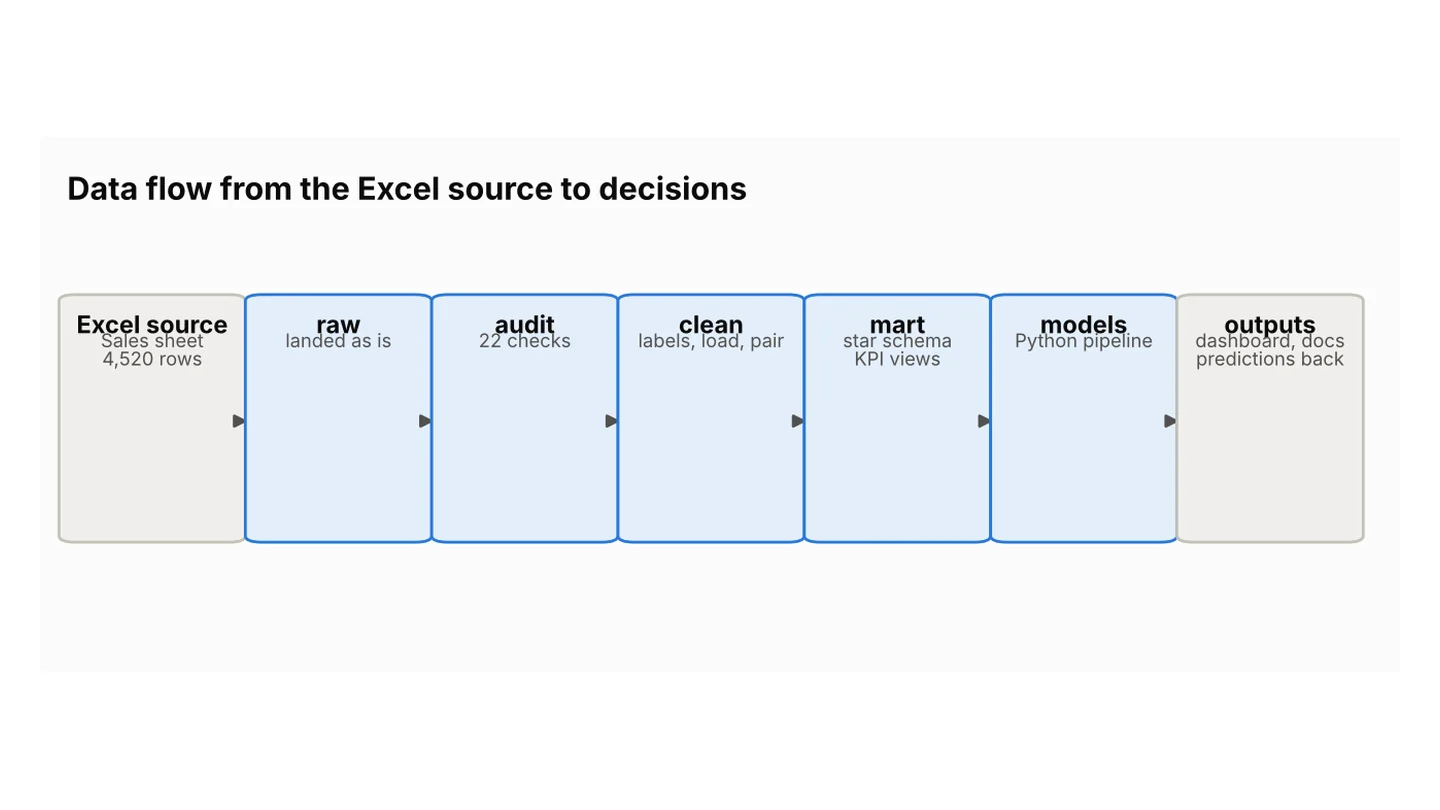 Data flow from the Excel source to decisions
Excel source
Sales sheet
4,520 rows
raw
landed as is
audit
22 checks
clean
labels, load, pair
mart
star schema
KPI views
models
Python pipeline
outputs
dashboard, docs
predictions back